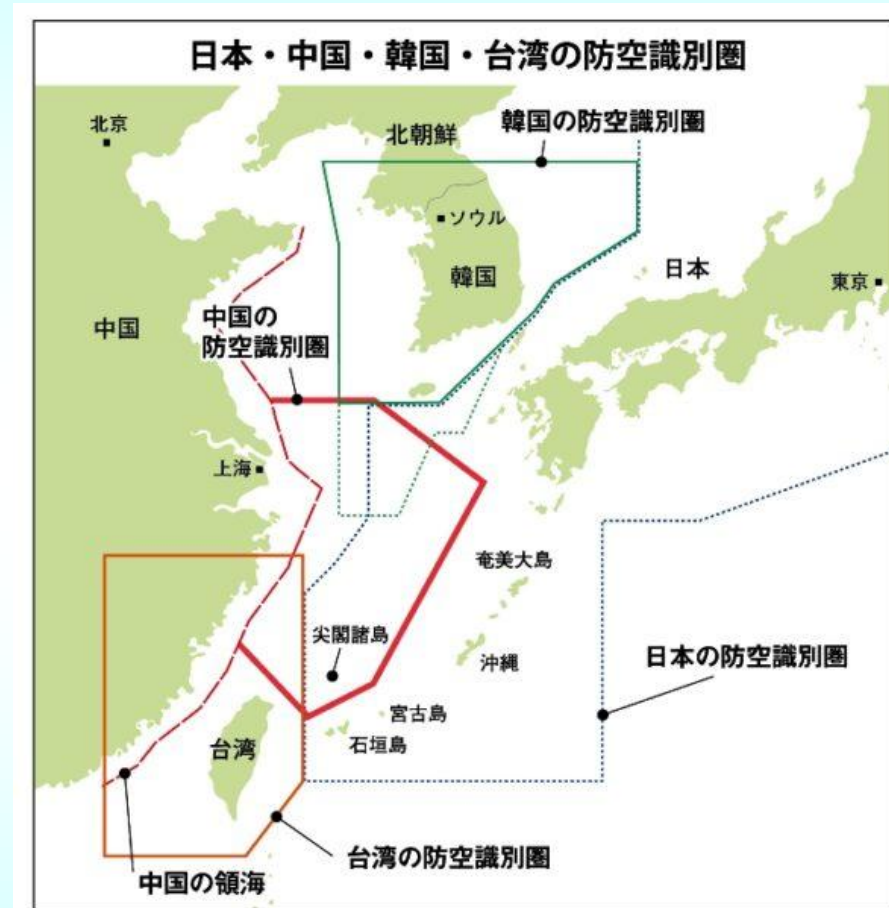 日本・中国・韓国・台湾の防空識別圏
北京
北朝鮮
韓国の防空識別圏
ソウル
韓国
日本
東京
中国
中国の
防空識別圏
上海
奄美大島
尖閣諸島
沖縄
日本の防空識別圏
宮古島
石垣島
台湾
台湾の防空識別圏
中国の領海